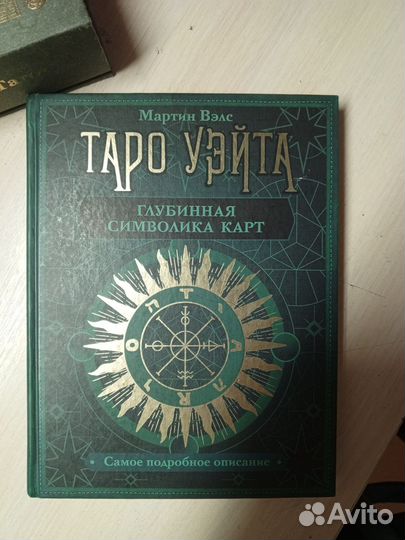 Мартин Вэлс
ТАРО УЭЙТА
ГЛУБИННАЯ
СИМВОЛИКА КАРТ
Самое подробное описание
Avito